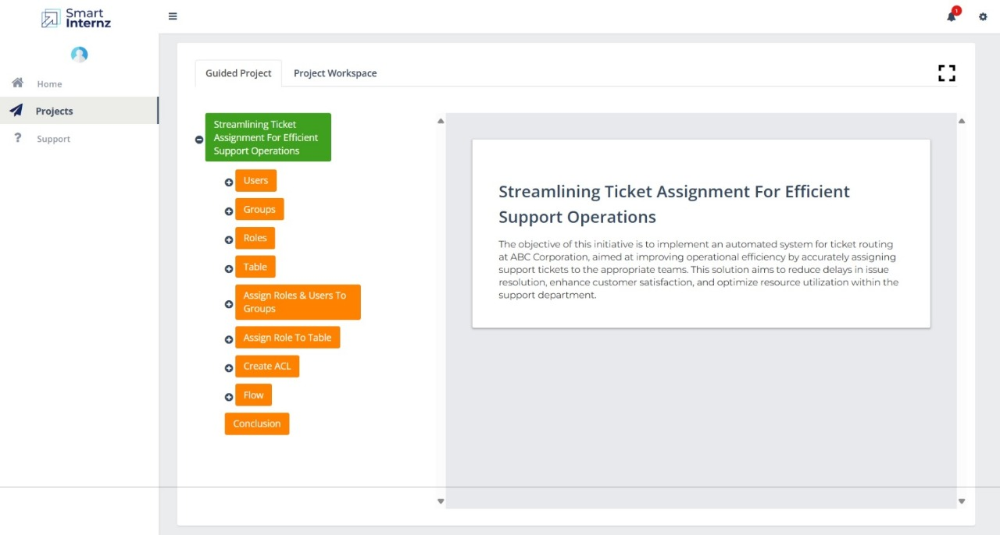 Smart
Internz
1
Home
Projects
? Support
Guided Project
Project Workspace
Streamlining Ticket
Assignment For Efficient
Support Operations
Users
Groups
Roles
Table
Assign Roles & Users To
Groups
Assign Role To Table
Create ACL
Flow
Conclusion
Streamlining Ticket Assignment For Efficient
Support Operations
The objective of this initiative is to implement an automated system for ticket routing
at ABC Corporation, aimed at improving operational efficiency by accurately assigning
support tickets to the appropriate teams. This solution aims to reduce delays in issue
resolution, enhance customer satisfaction, and optimize resource utilization within the
support department.